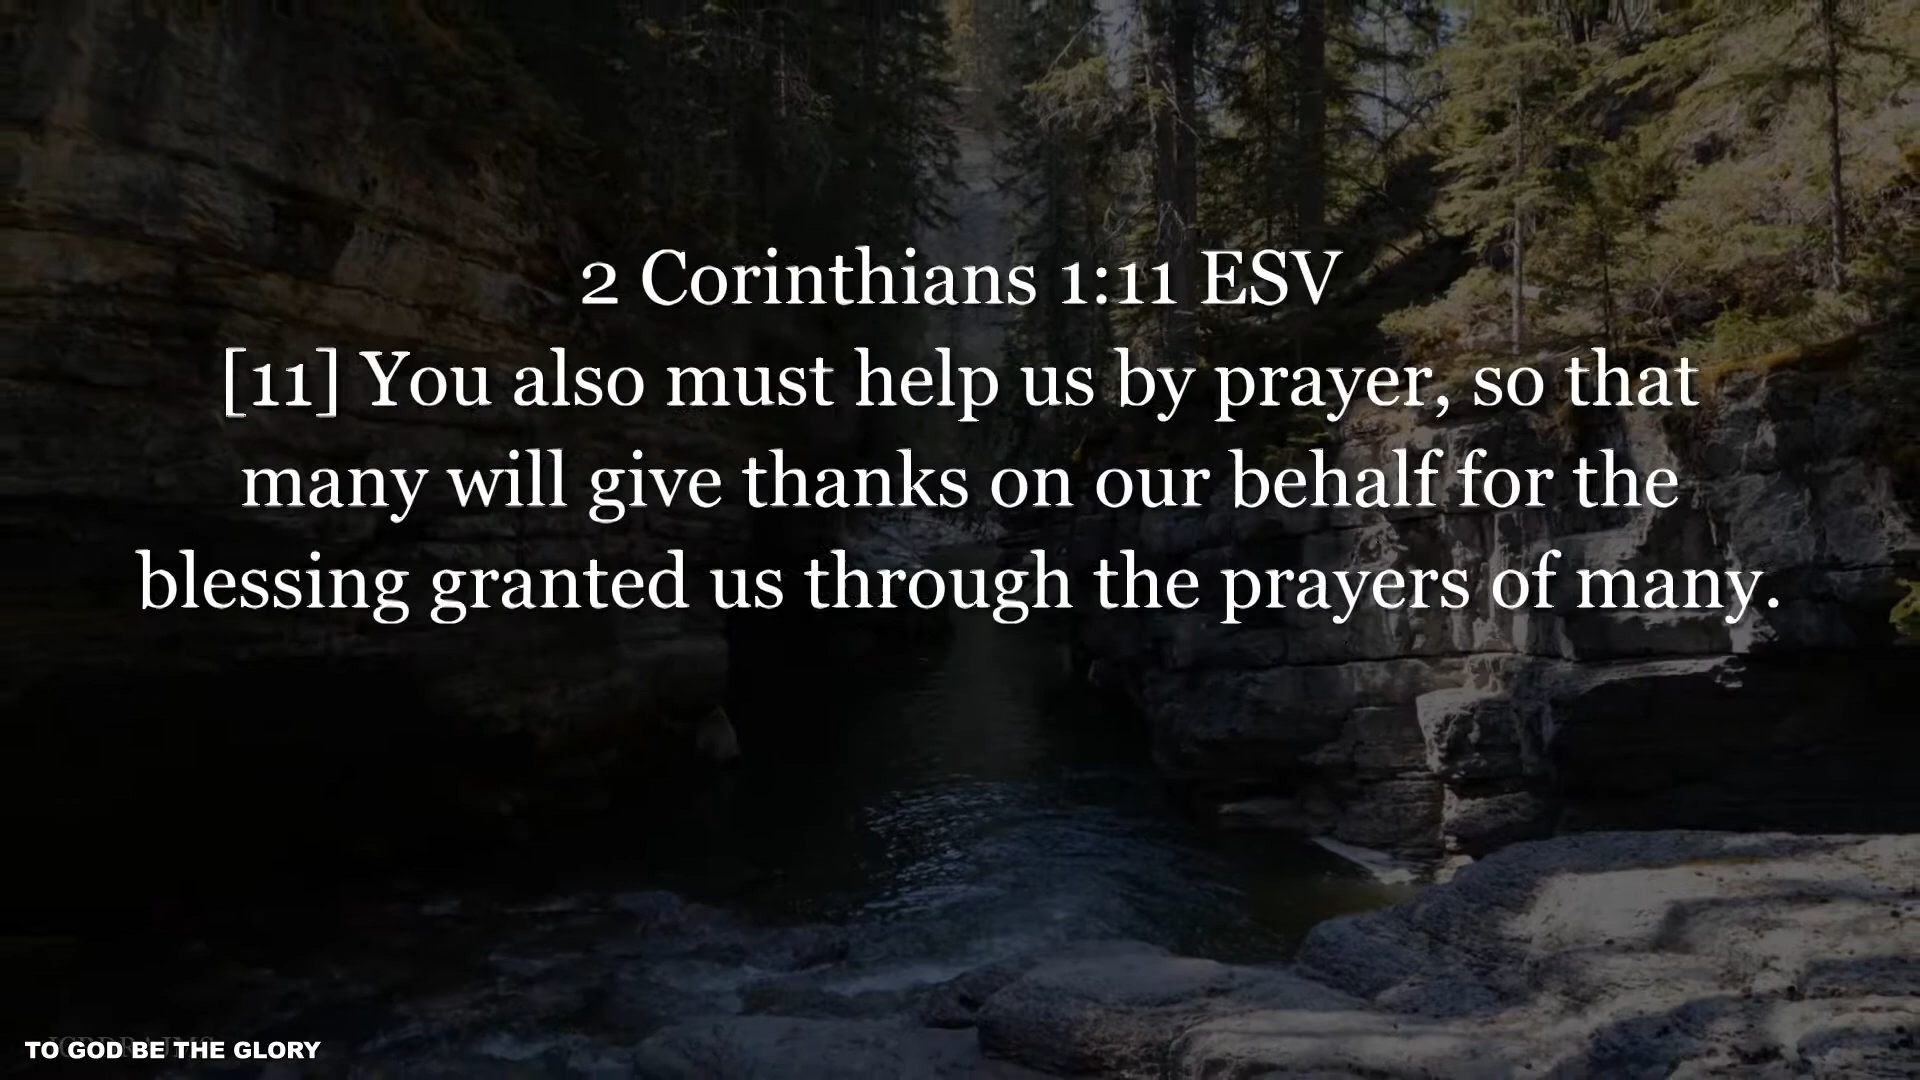 2 Corinthians 1:11 ESV
[11] You also must help us by prayer, so that
many will give thanks on our behalf for the
blessing granted us through the prayers of many.
TO GOD BE THE GLORY